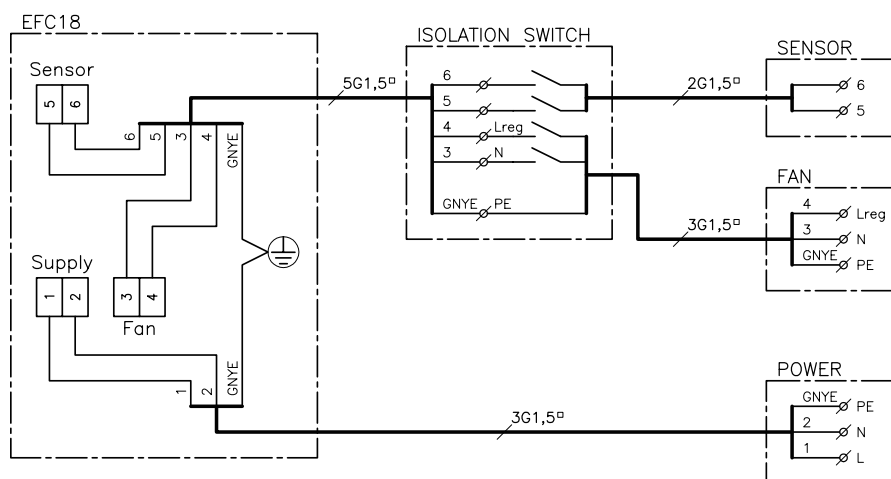 EFC18
ISOLATION SWITCH
SENSOR
Sensor
5 6
6 5 3 4 GNYE
5G1,5▫
6
5
4 Lreg
3 N
GNYE PE
2G1,5▫
6
5
FAN
4 Lreg
3 N
GNYE PE
3G1,5▫
Supply
1 2
3 4
Fan
1 2 GNYE
3G1,5▫
POWER
GNYE PE
2 N
1 L